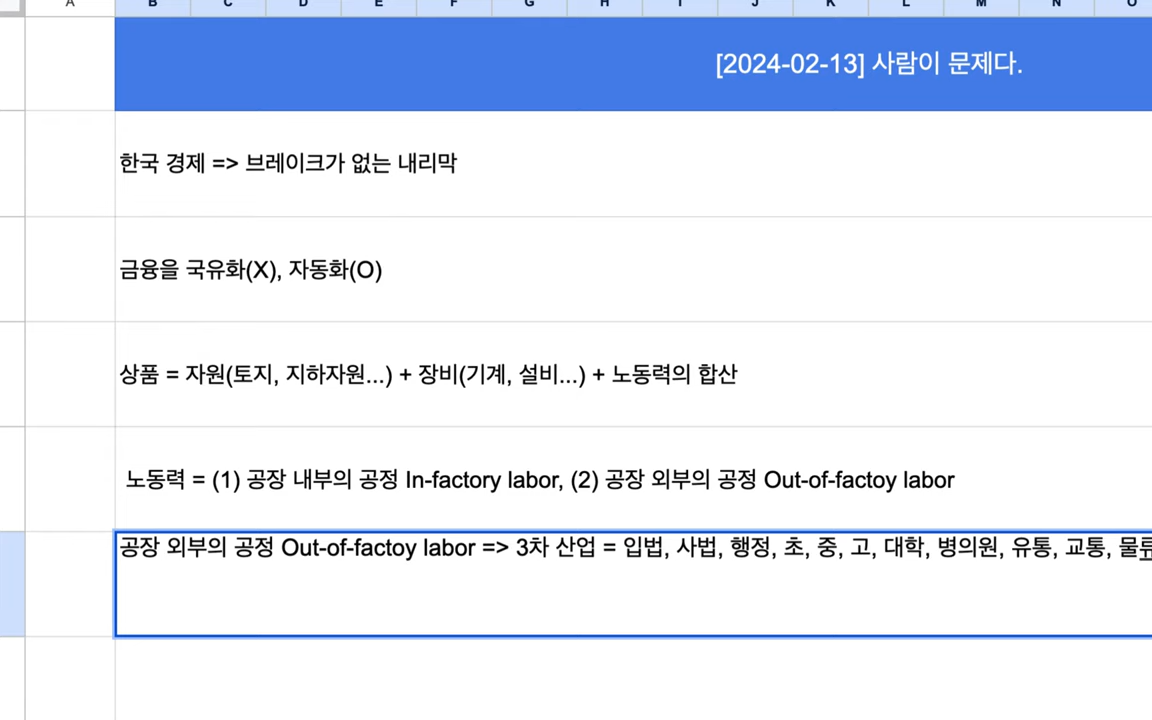 A B C D E F G H I J K L M N O
[2024-02-13] 사람이 문제다.
한국 경제 => 브레이크가 없는 내리막
금융을 국유화(X), 자동화(O)
상품 = 자원(토지, 지하자원...) + 장비(기계, 설비...) + 노동력의 합산
노동력 = (1) 공장 내부의 공정 In-factory labor, (2) 공장 외부의 공정 Out-of-factoy labor
공장 외부의 공정 Out-of-factoy labor => 3차 산업 = 입법, 사법, 행정, 초, 중, 고, 대학, 병의원, 유통, 교통, 물류